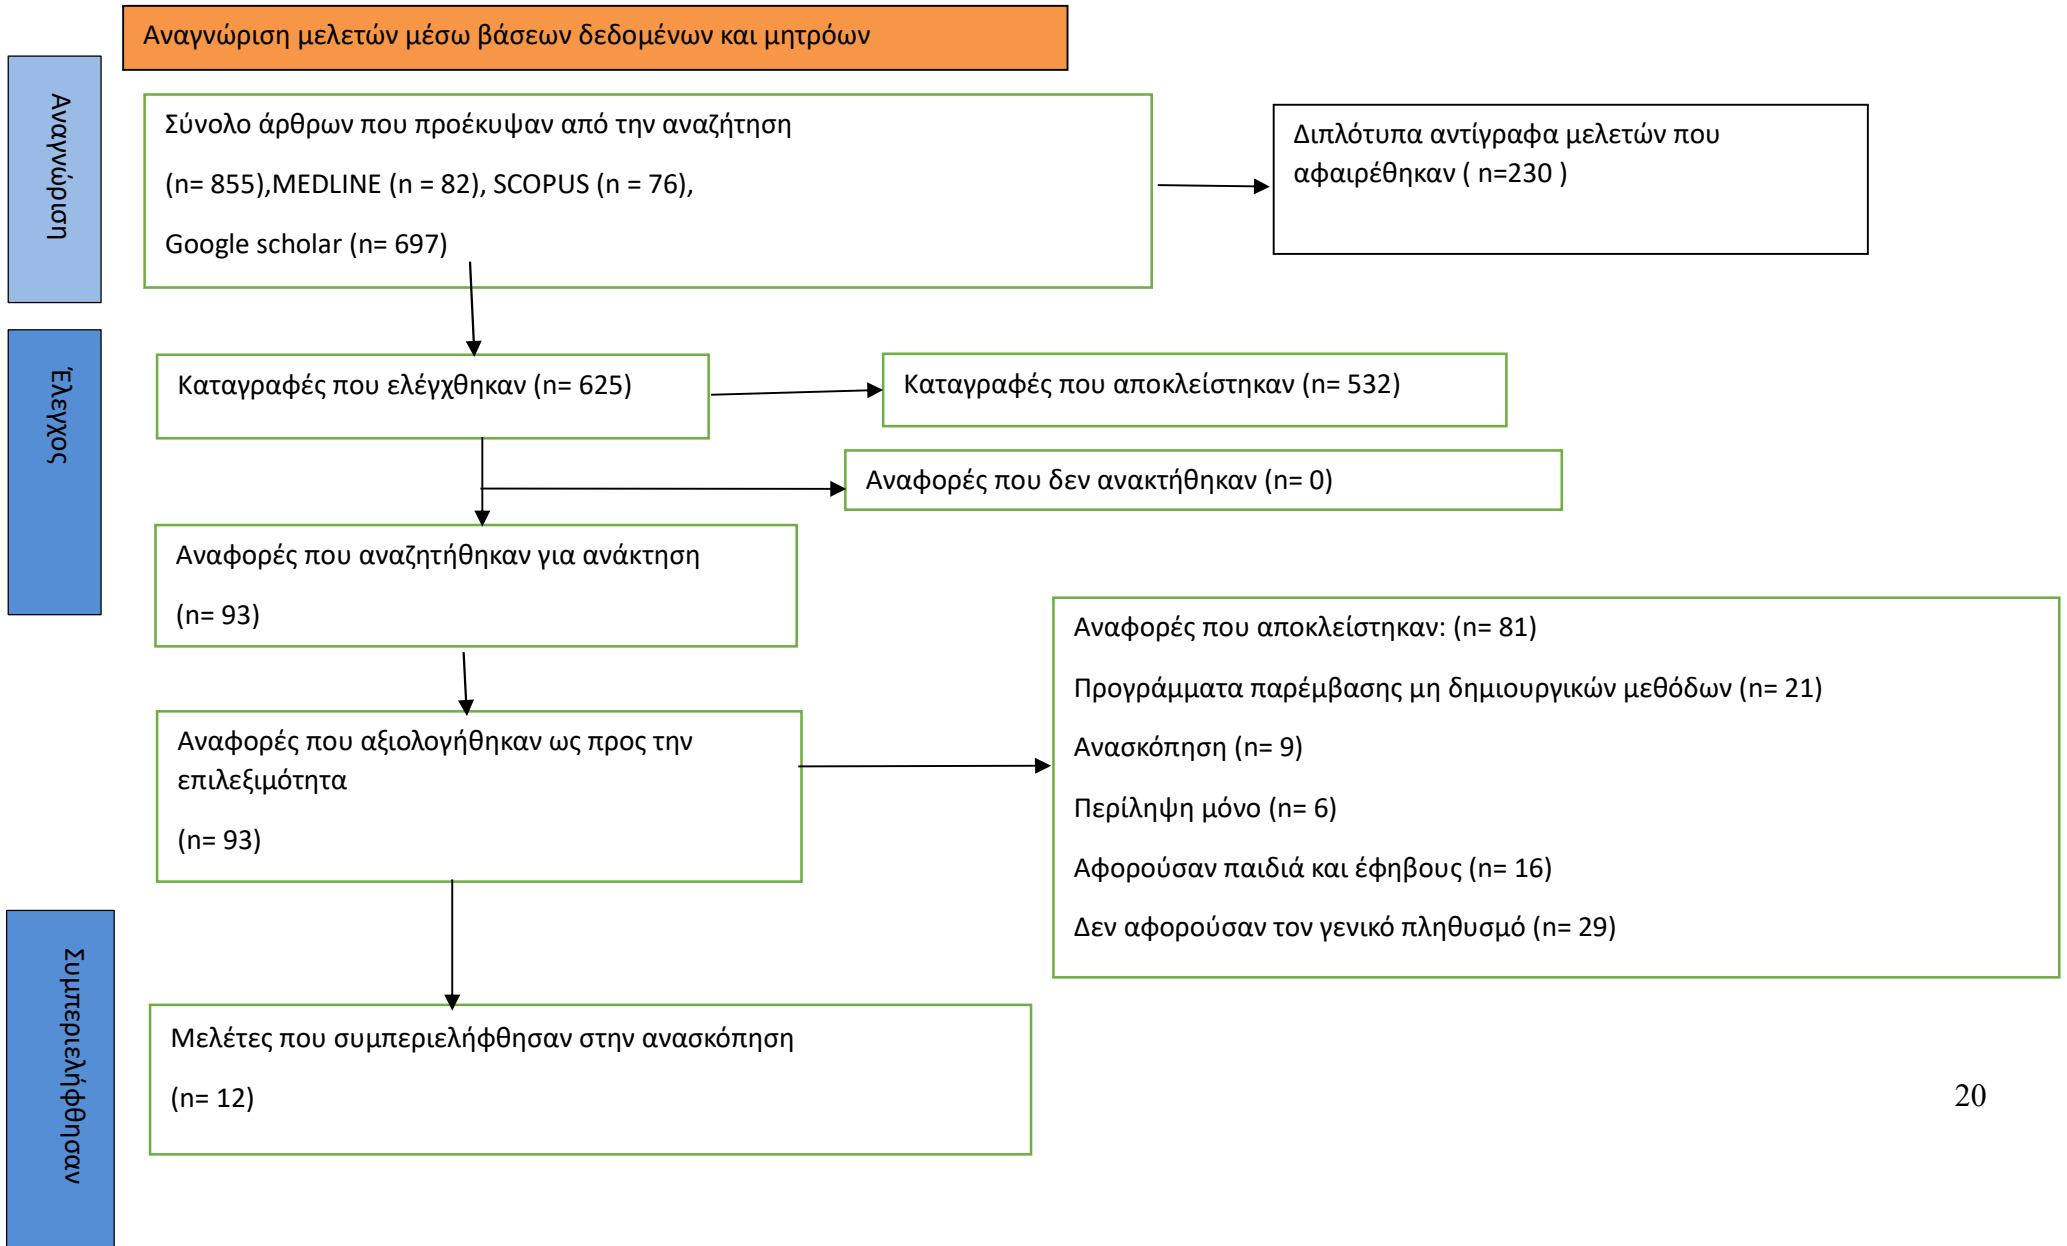 Αναγνώριση μελετών μέσω βάσεων δεδομένων και μητρόων
Αναγνώριση
Σύνολο άρθρων που προέκυψαν από την αναζήτηση
(n= 855),MEDLINE (n = 82), SCOPUS (n = 76),
Google scholar (n= 697)
Διπλότυπα αντίγραφα μελετών που
αφαιρέθηκαν ( n=230 )
Έλεγχος
Καταγραφές που ελέγχθηκαν (n= 625)
Καταγραφές που αποκλείστηκαν (n= 532)
Αναφορές που δεν ανακτήθηκαν (n= 0)
Αναφορές που αναζητήθηκαν για ανάκτηση
(n= 93)
Αναφορές που αξιολογήθηκαν ως προς την
επιλεξιμότητα
(n= 93)
Αναφορές που αποκλείστηκαν: (n= 81)
Προγράμματα παρέμβασης μη δημιουργικών μεθόδων (n= 21)
Ανασκόπηση (n= 9)
Περίληψη μόνο (n= 6)
Αφορούσαν παιδιά και έφηβους (n= 16)
Δεν αφορούσαν τον γενικό πληθυσμό (n= 29)
Συμπεριελήφθησαν
Μελέτες που συμπεριελήφθησαν στην ανασκόπηση
(n= 12)
20